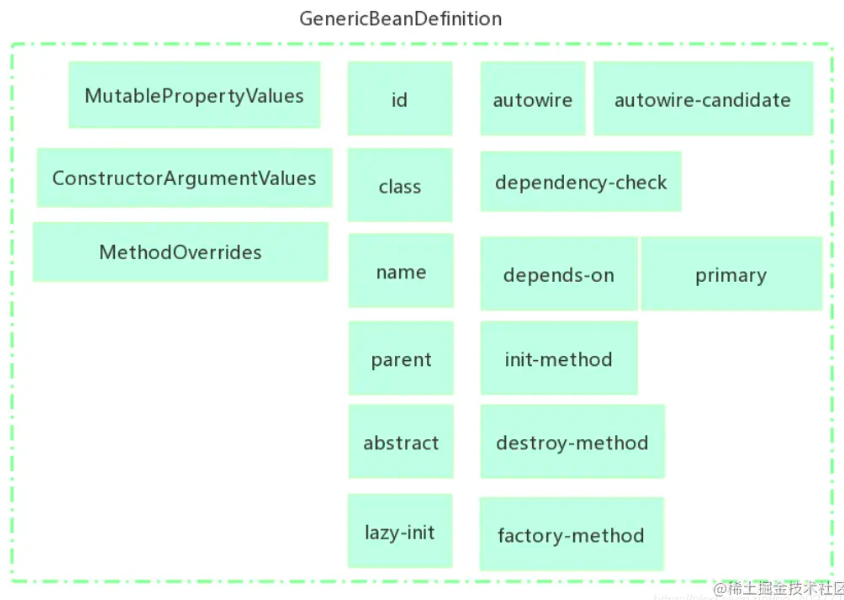 GenericBeanDefinition
MutablePropertyValues
id
autowire
autowire-candidate
ConstructorArgumentValues
class
dependency-check
MethodOverrides
name
depends-on
primary
parent
init-method
abstract
destroy-method
lazy-init
factory-method
@稀土掘金技术社区